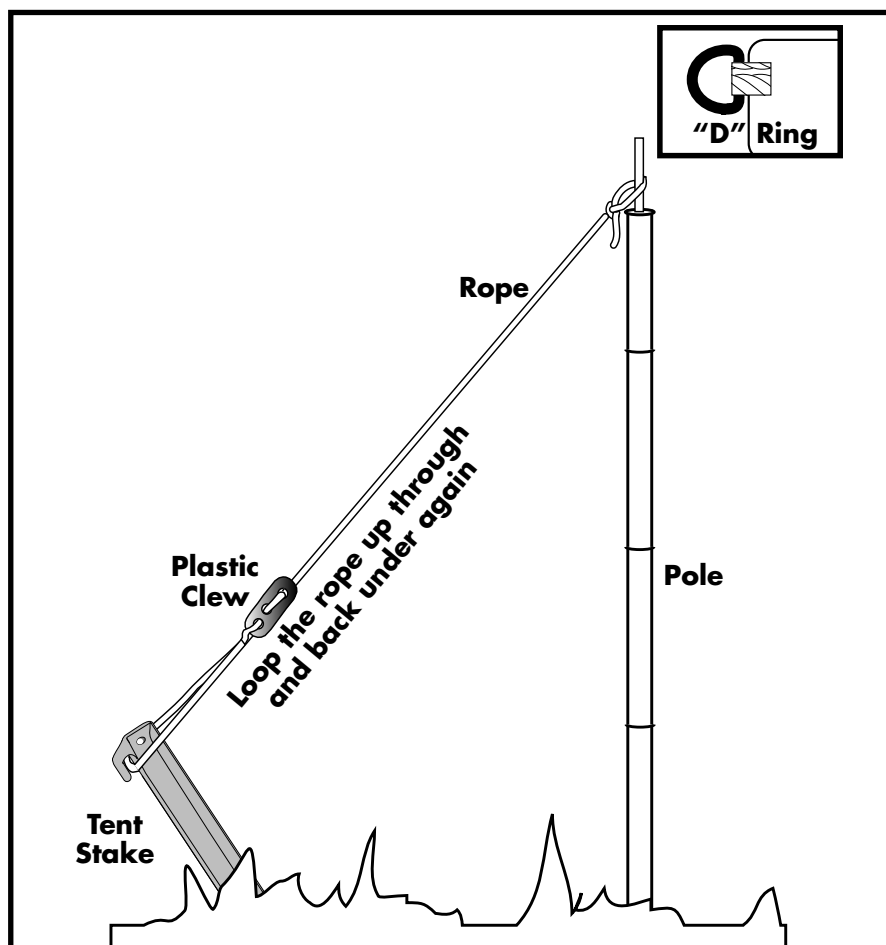 “D” Ring
Rope
Loop the rope up through
and back under again
Plastic
Clew
Pole
Tent
Stake